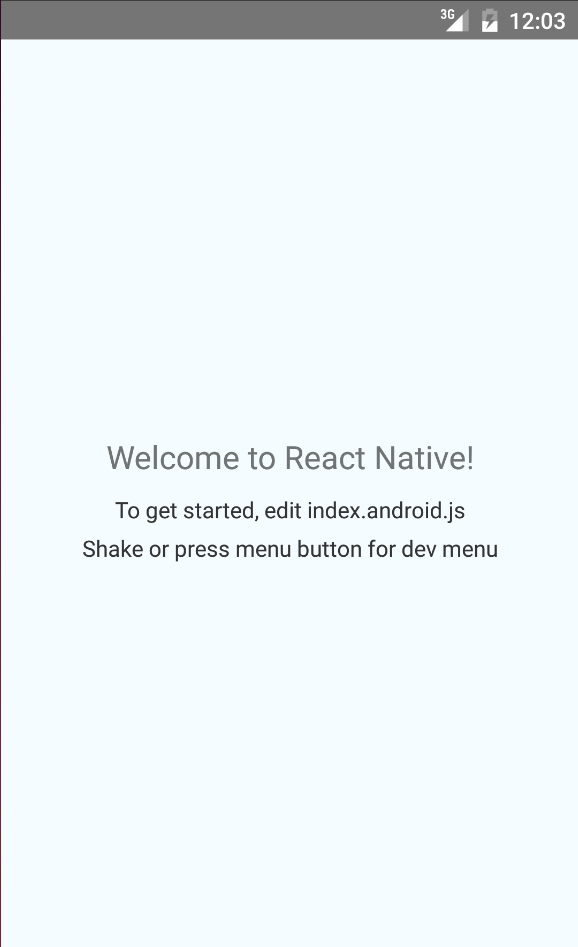 3G 12:03
Welcome to React Native!
To get started, edit index.android.js
Shake or press menu button for dev menu